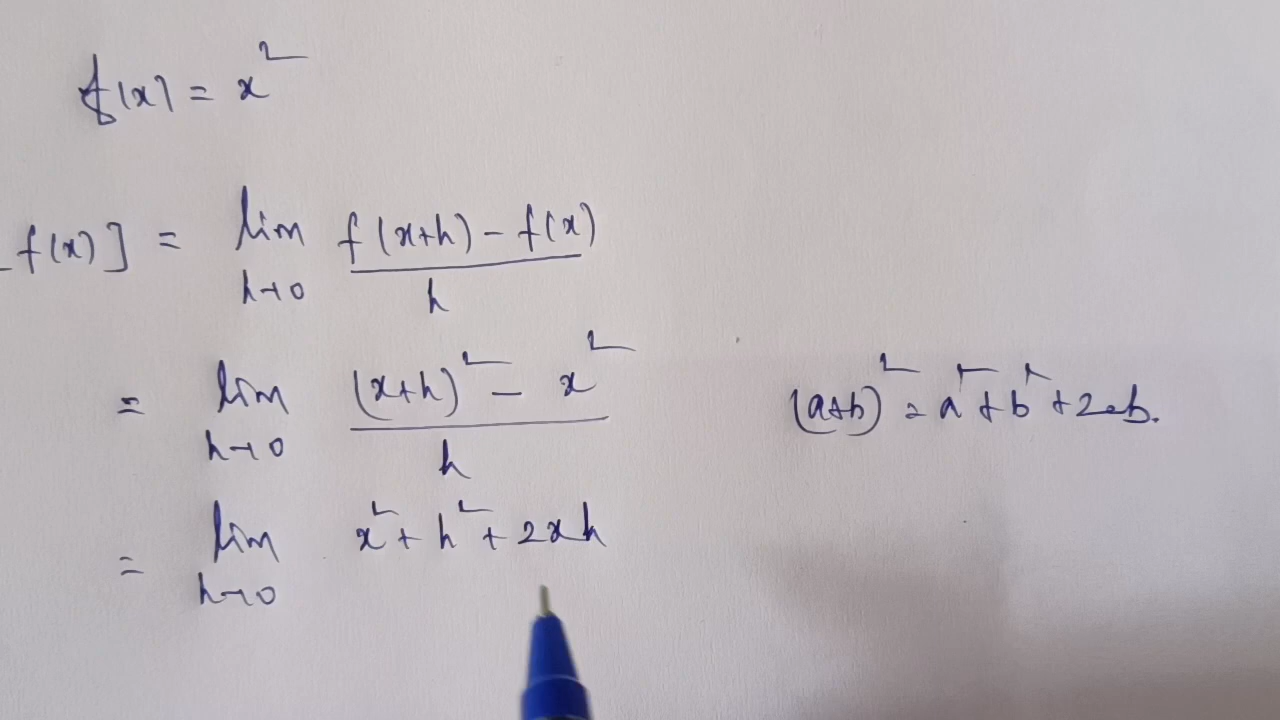 f(x) = x²
f(x)] = lim h→0 f(x+h) - f(x) / h
= lim h→0 (x+h)² - x² / h
(a+b)² = a² + b² + 2ab.
= lim h→0 x² + h² + 2xh